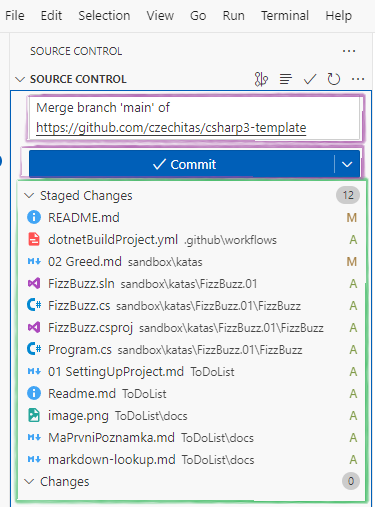 File Edit Selection View Go Run Terminal Help
SOURCE CONTROL
SOURCE CONTROL
Merge branch 'main' of
https://github.com/czechitas/csharp3-template
Commit
Staged Changes 12
README.md M
dotnetBuildProject.yml .github\workflows A
02 Greed.md sandbox\katas M
FizzBuzz.sln sandbox\katas\FizzBuzz.01 A
FizzBuzz.cs sandbox\katas\FizzBuzz.01\FizzBuzz A
FizzBuzz.csproj sandbox\katas\FizzBuzz.01\FizzBuzz A
Program.cs sandbox\katas\FizzBuzz.01\FizzBuzz A
01 SettingUpProject.md ToDoList A
Readme.md ToDoList A
image.png ToDoList\docs A
MaPrvniPoznamka.md ToDoList\docs A
markdown-lookup.md ToDoList\docs A
Changes 0